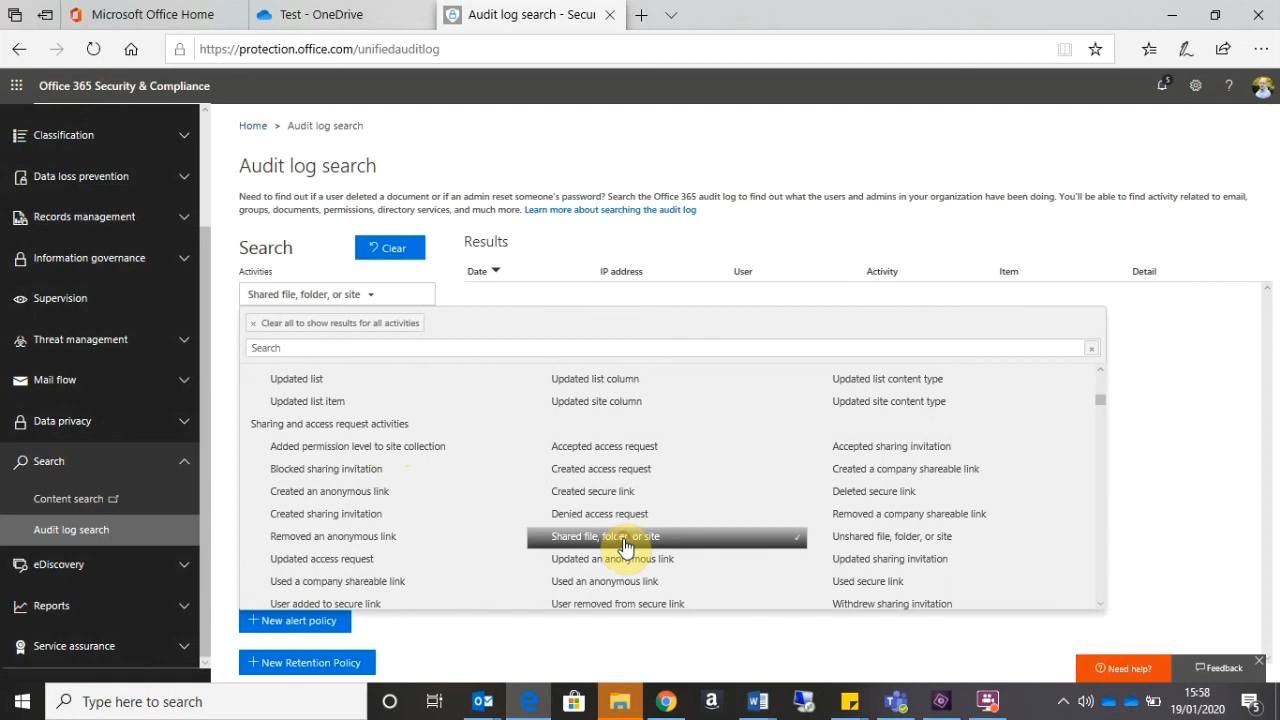 Microsoft Office Home
Test - OneDrive
Audit log search - Secu
https://protection.office.com/unifiedauditlog
Office 365 Security & Compliance
5
Classification
Data loss prevention
Records management
Information governance
Supervision
Threat management
Mail flow
Data privacy
Search
Content search
Audit log search
eDiscovery
Reports
Service assurance
Home > Audit log search
Audit log search
Need to find out if a user deleted a document or if an admin reset someone's password? Search the Office 365 audit log to find out what the users and admins in your organization have been doing. You'll be able to find activity related to email,
groups, documents, permissions, directory services, and much more. Learn more about searching the audit log
Search
Clear
Results
Activities
Date
IP address
User
Activity
Item
Detail
Shared file, folder, or site
× Clear all to show results for all activities
Search
Updated list
Updated list column
Updated list content type
Updated list item
Updated site column
Updated site content type
Sharing and access request activities
Added permission level to site collection
Accepted access request
Accepted sharing invitation
Blocked sharing invitation
Created access request
Created a company shareable link
Created an anonymous link
Created secure link
Deleted secure link
Created sharing invitation
Denied access request
Removed a company shareable link
Removed an anonymous link
Shared file, folder, or site
Unshared file, folder, or site
Updated access request
Updated an anonymous link
Updated sharing invitation
Used a company shareable link
Used an anonymous link
Used secure link
User added to secure link
User removed from secure link
Withdrew sharing invitation
+ New alert policy
+ New Retention Policy
Need help?
Feedback
Type here to search
15:58
19/01/2020
5